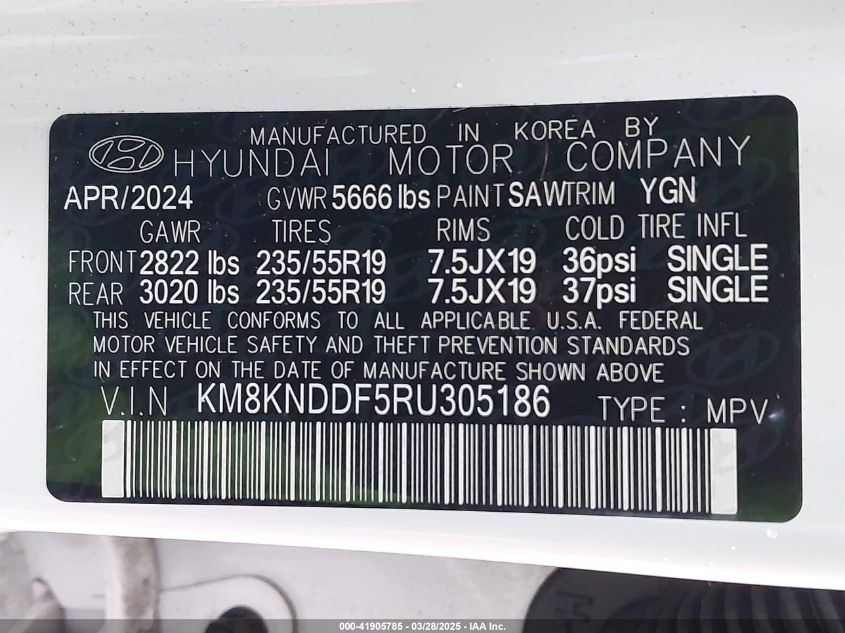 MANUFACTURED IN KOREA BY
HYUNDAI MOTOR COMPANY
APR/2024 GVWR 5666 lbs PAINT SAW TRIM YGN
GAWR TIRES RIMS COLD TIRE INFL
FRONT 2822 lbs 235/55R19 7.5JX19 36psi SINGLE
REAR 3020 lbs 235/55R19 7.5JX19 37psi SINGLE
THIS VEHICLE CONFORMS TO ALL APPLICABLE U.S.A. FEDERAL
MOTOR VEHICLE SAFETY AND THEFT PREVENTION STANDARDS
IN EFFECT ON THE DATE OF MANUFACTURE SHOWN ABOVE
V.I.N KM8KNDDF5RU305186 TYPE : MPV
000-41905785 - 03/28/2025 - IAA Inc.